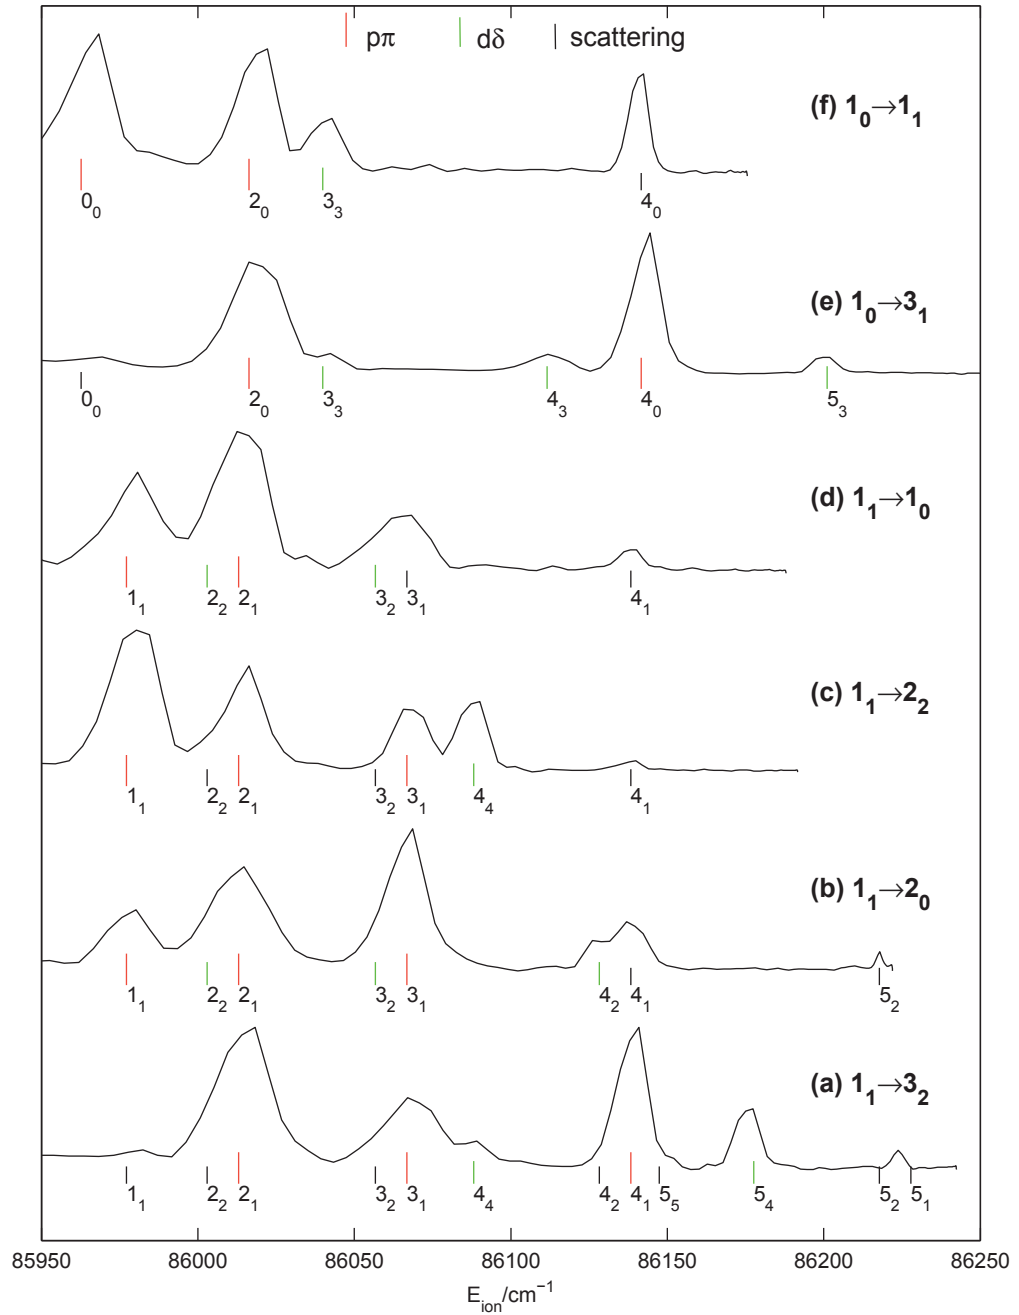 pπ dδ scattering
(f) 1₀→1₁
0₀ 2₀ 3₃ 4₀
(e) 1₀→3₁
0₀ 2₀ 3₃ 4₃ 4₀ 5₃
(d) 1₁→1₀
1₁ 2₂ 2₁ 3₂ 3₁ 4₁
(c) 1₁→2₂
1₁ 2₂ 2₁ 3₂ 3₁ 4₄ 4₁
(b) 1₁→2₀
1₁ 2₂ 2₁ 3₂ 3₁ 4₂ 4₁ 5₂
(a) 1₁→3₂
1₁ 2₂ 2₁ 3₂ 3₁ 4₄ 4₂ 4₁ 5₅ 5₄ 5₂ 5₁
85950 86000 86050 86100 86150 86200 86250
E_ion/cm⁻¹